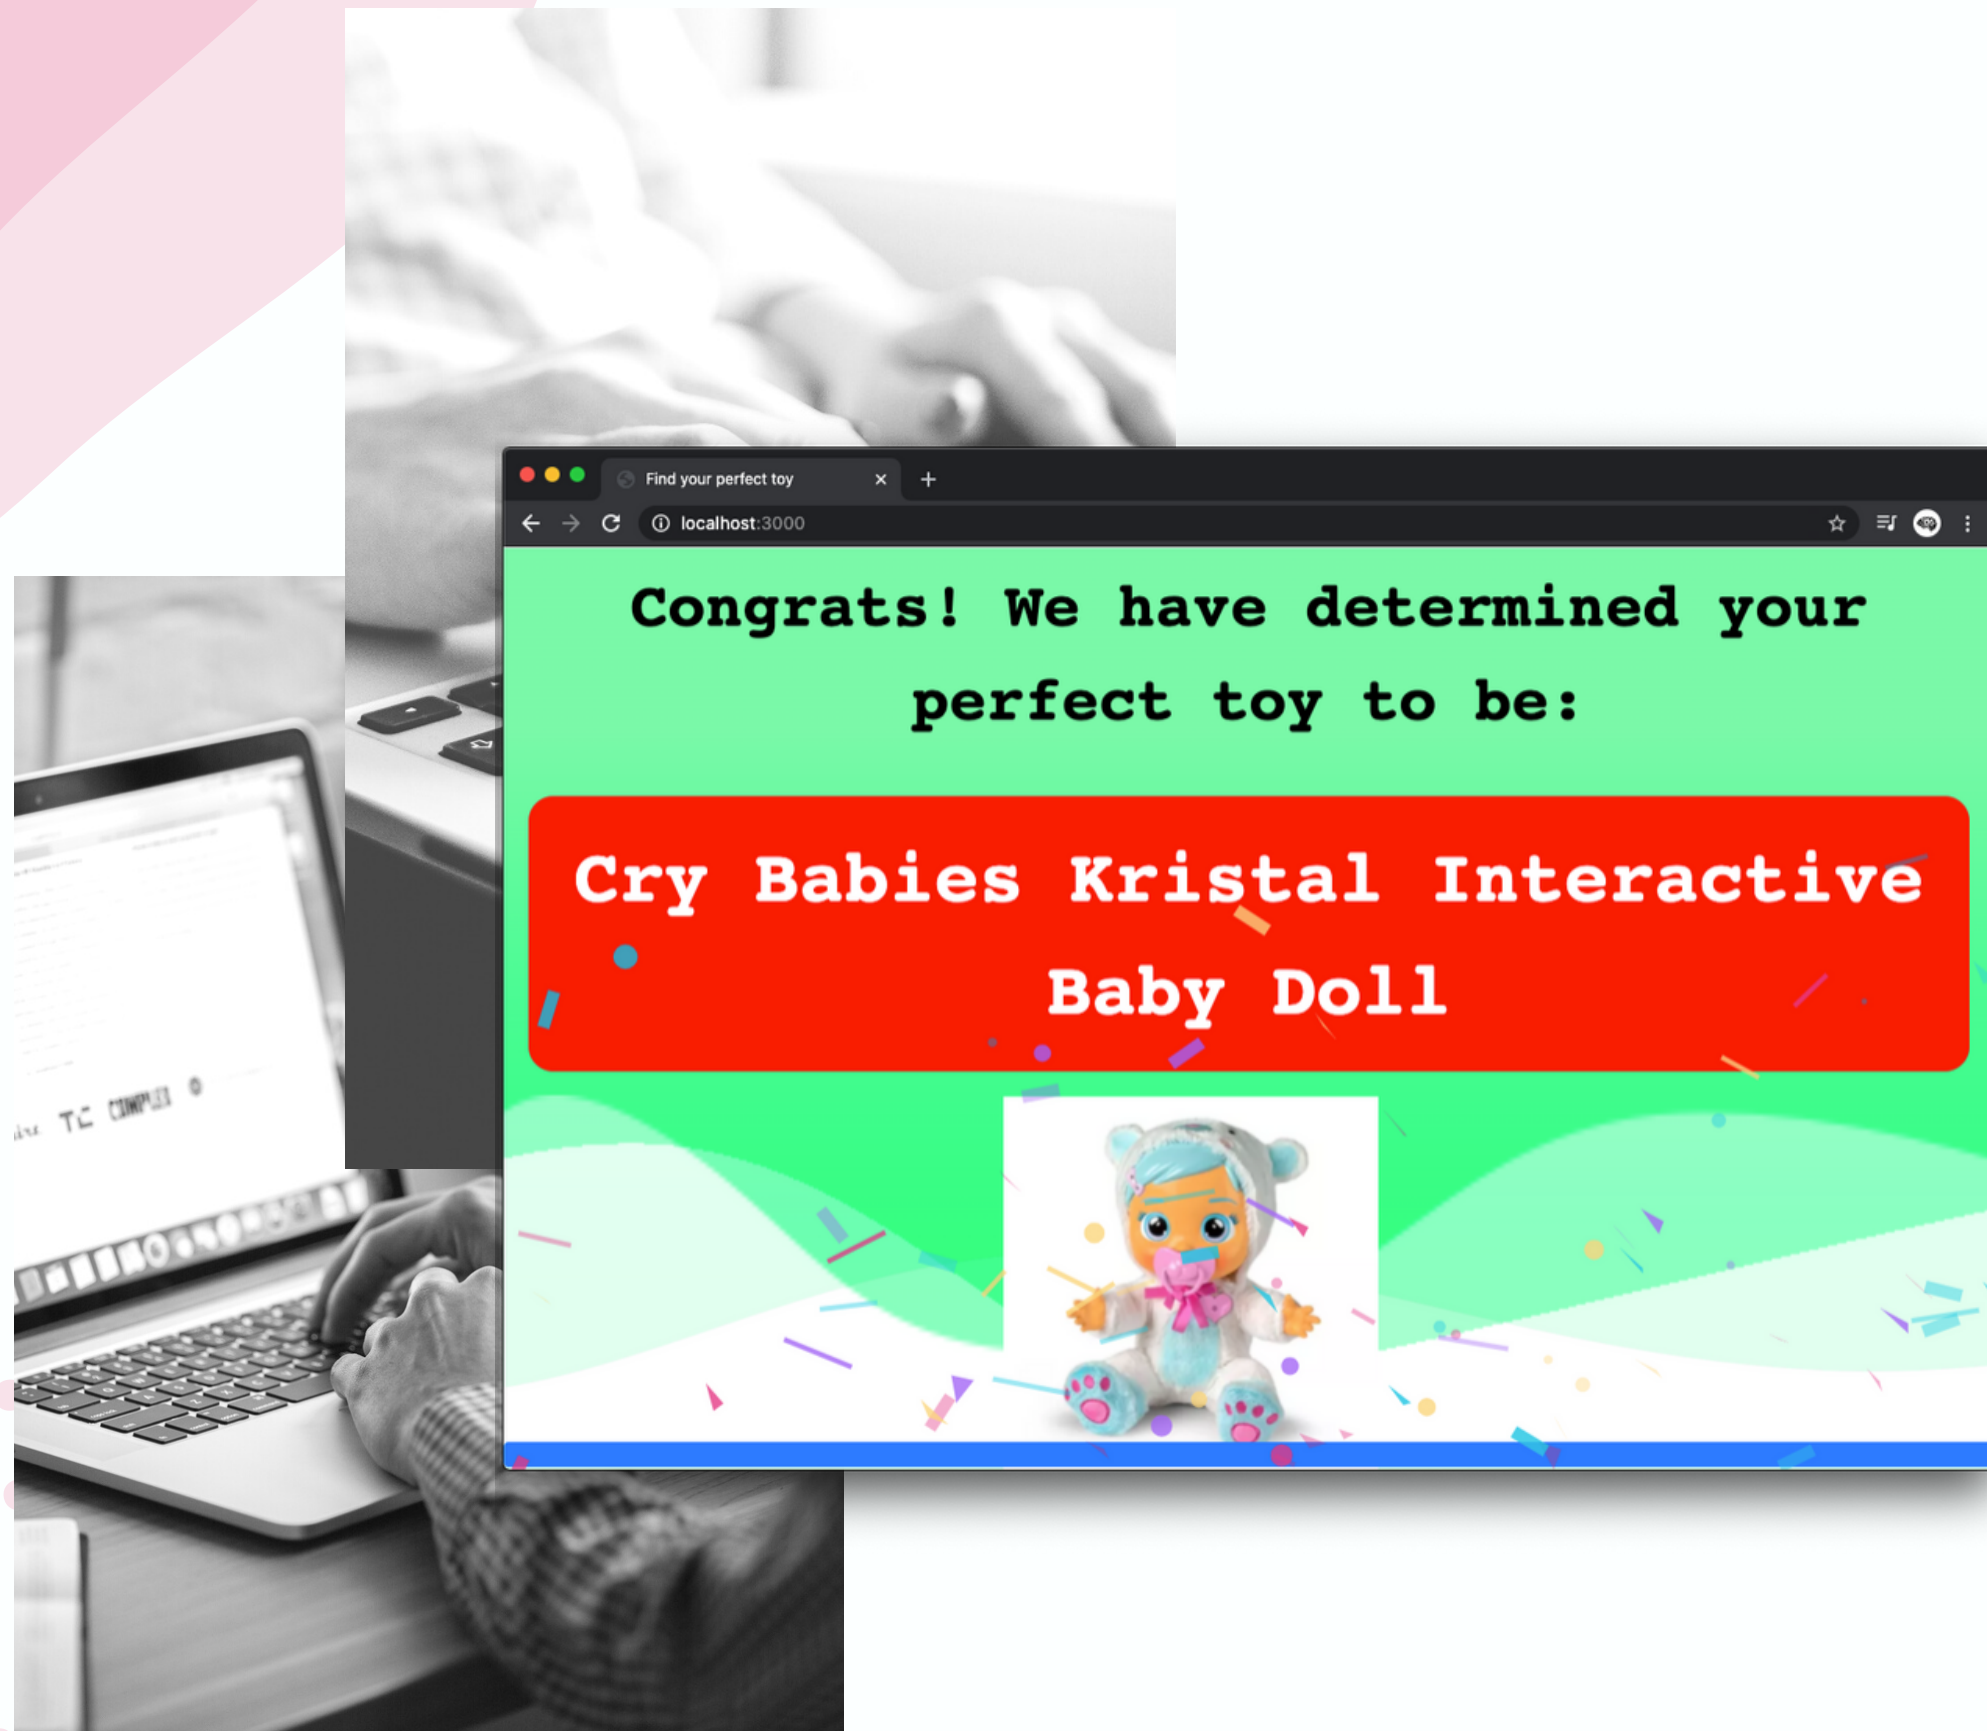 Find your perfect toy
localhost:3000
Congrats! We have determined your
perfect toy to be:
Cry Babies Kristal Interactive
Baby Doll